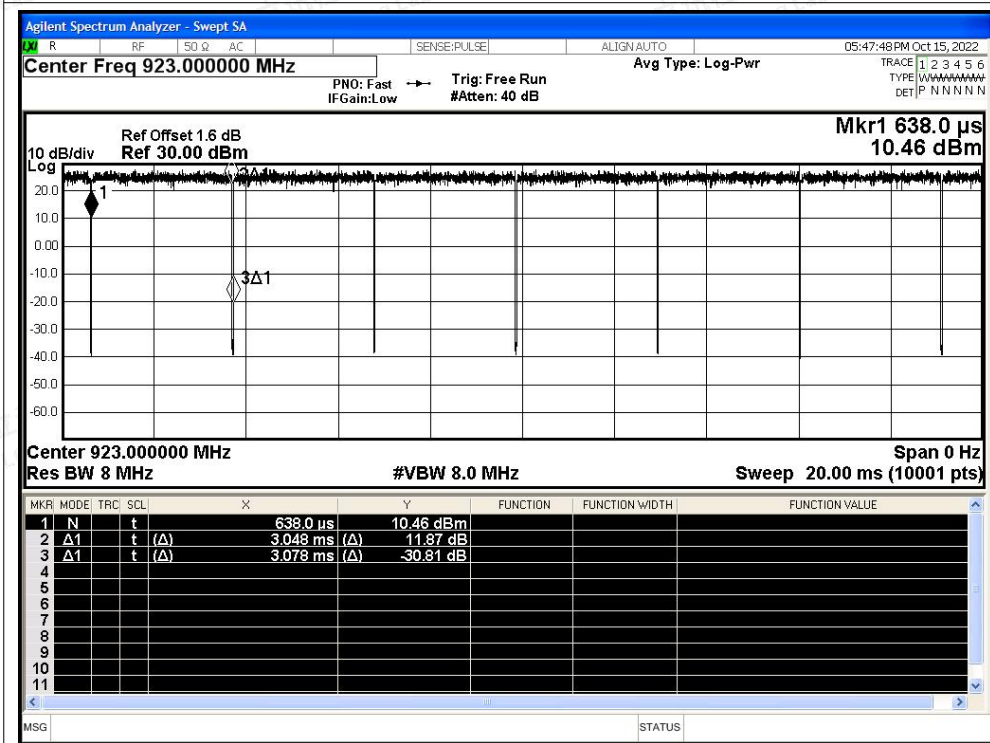 Agilent Spectrum Analyzer - Swept SA
LXI R RF 50 Ω AC SENSE:PULSE ALIGN AUTO 05:47:48 PM Oct 15, 2022
Center Freq 923.000000 MHz
PNO: Fast
IFGain:Low
Trig: Free Run
#Atten: 40 dB
Avg Type: Log-Pwr
TRACE 1 2 3 4 5 6
TYPE W
DET P N N N N N
Mkr1 638.0 µs
10.46 dBm
Ref Offset 1.6 dB
10 dB/div Ref 30.00 dBm
Log
20.0
10.0
0.00
-10.0
-20.0
-30.0
-40.0
-50.0
-60.0
1
2Δ1
3Δ1
Center 923.000000 MHz Span 0 Hz
Res BW 8 MHz #VBW 8.0 MHz Sweep 20.00 ms (10001 pts)
MKR MODE TRC SCL X Y FUNCTION FUNCTION WIDTH FUNCTION VALUE
1 N t 638.0 µs 10.46 dBm
2 Δ1 t (Δ) 3.048 ms (Δ) 11.87 dB
3 Δ1 t (Δ) 3.078 ms (Δ) -30.81 dB
4
5
6
7
8
9
10
11
MSG STATUS